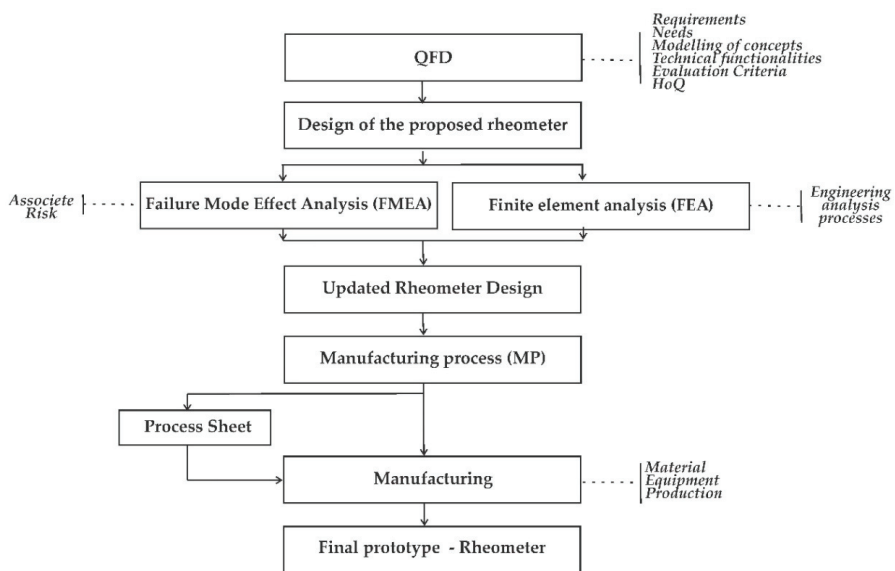 Requirements
Needs
Modelling of concepts
Technical functionalities
Evaluation Criteria
HoQ
QFD
Design of the proposed rheometer
Associete
Risk
Failure Mode Effect Analysis (FMEA)
Finite element analysis (FEA)
Engineering
analysis
processes
Updated Rheometer Design
Manufacturing process (MP)
Process Sheet
Manufacturing
Material
Equipment
Production
Final prototype - Rheometer